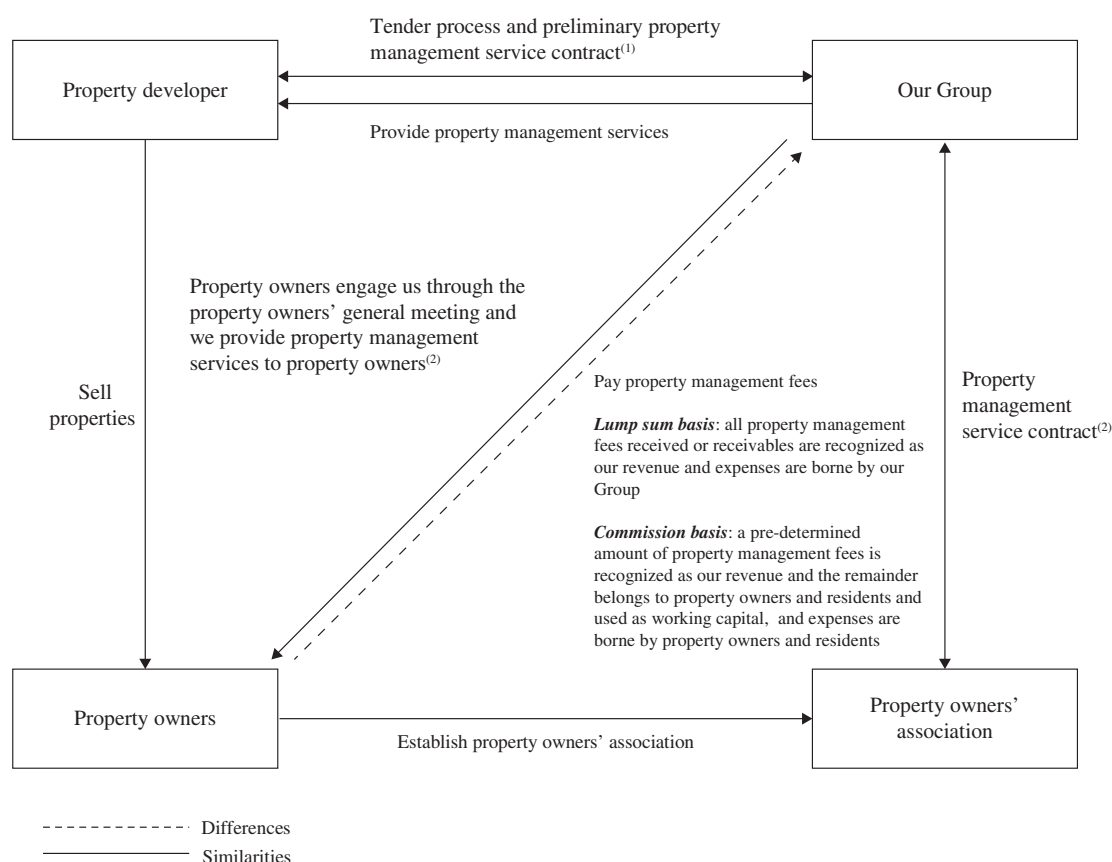 Tender process and preliminary property
management service contract(1)
Property developer
Our Group
Provide property management services
Property owners engage us through the
property owners’ general meeting and
we provide property management
services to property owners(2)
Sell
properties
Pay property management fees
Lump sum basis: all property management
fees received or receivables are recognized as
our revenue and expenses are borne by our
Group
Commission basis: a pre-determined
amount of property management fees is
recognized as our revenue and the remainder
belongs to property owners and residents and
used as working capital, and expenses are
borne by property owners and residents
Property
management
service contract(2)
Property owners
Establish property owners’ association
Property owners’
association
Differences
Similarities